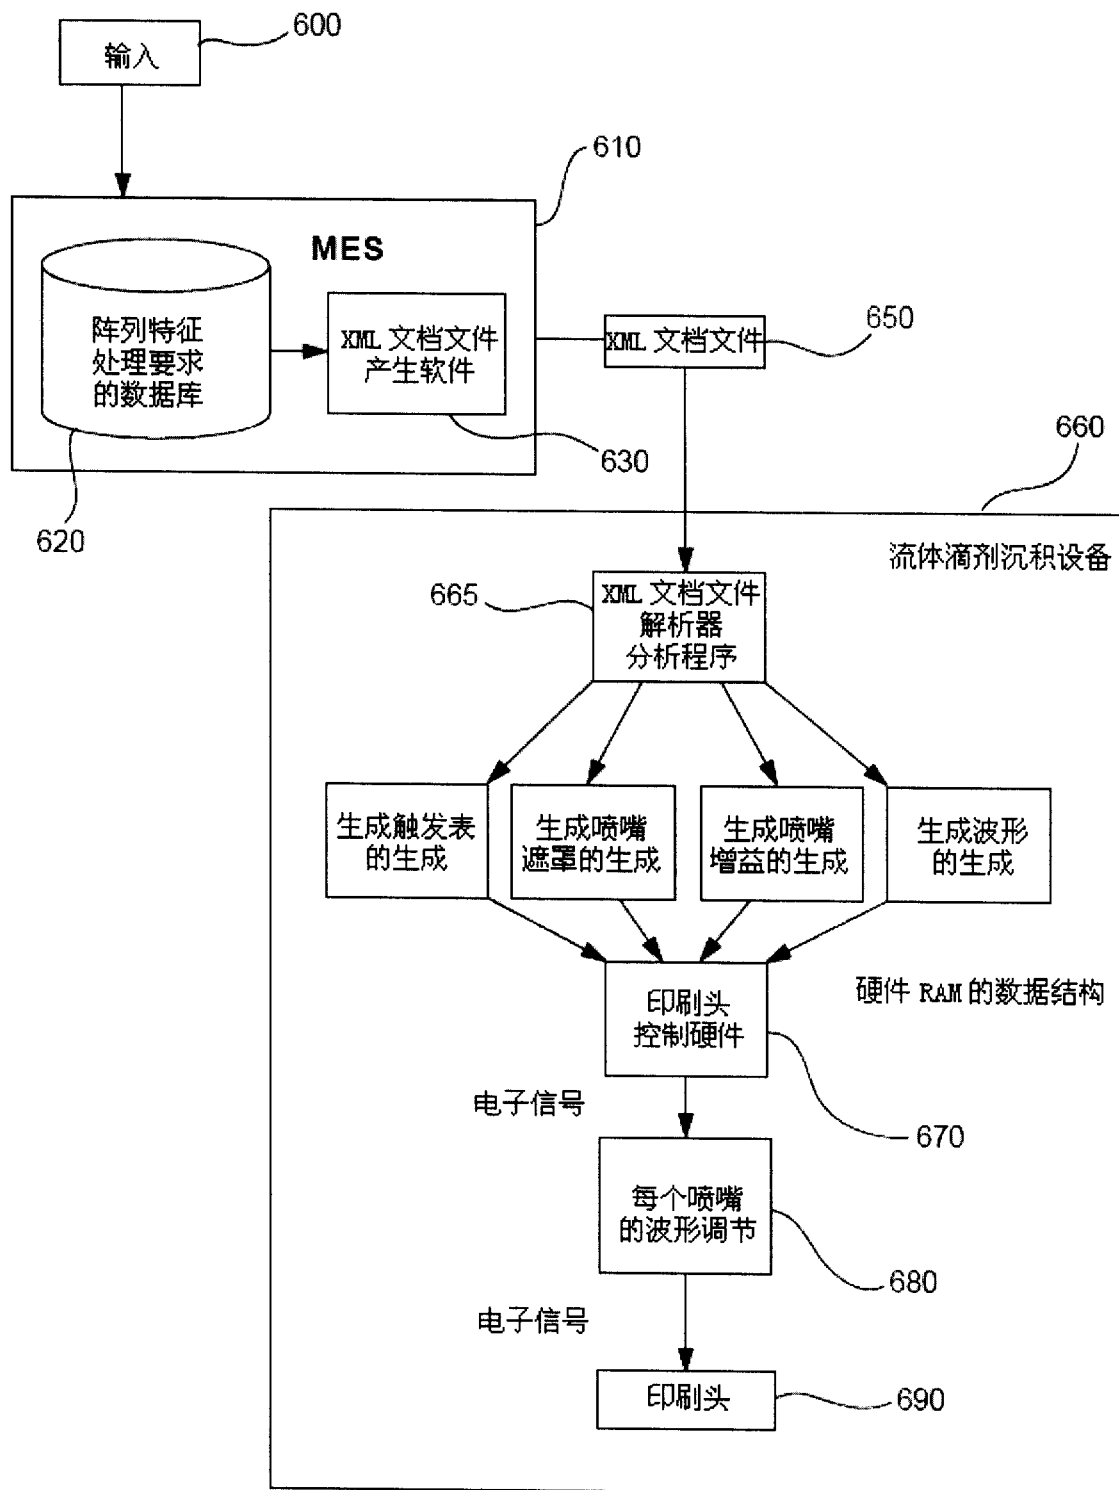 600
输入
610
MES
阵列特征
处理要求
的数据库
XML 文档文件
产生软件
XML 文档文件
650
630
620
660
流体滴剂沉积设备
665
XML 文档文件
解析器
分析程序
生成触发表
的生成
生成喷嘴
遮罩的生成
生成喷嘴
增益的生成
生成波形
的生成
印刷头
控制硬件
硬件 RAM 的数据结构
电子信号
670
每个喷嘴
的波形调节
680
电子信号
印刷头
690